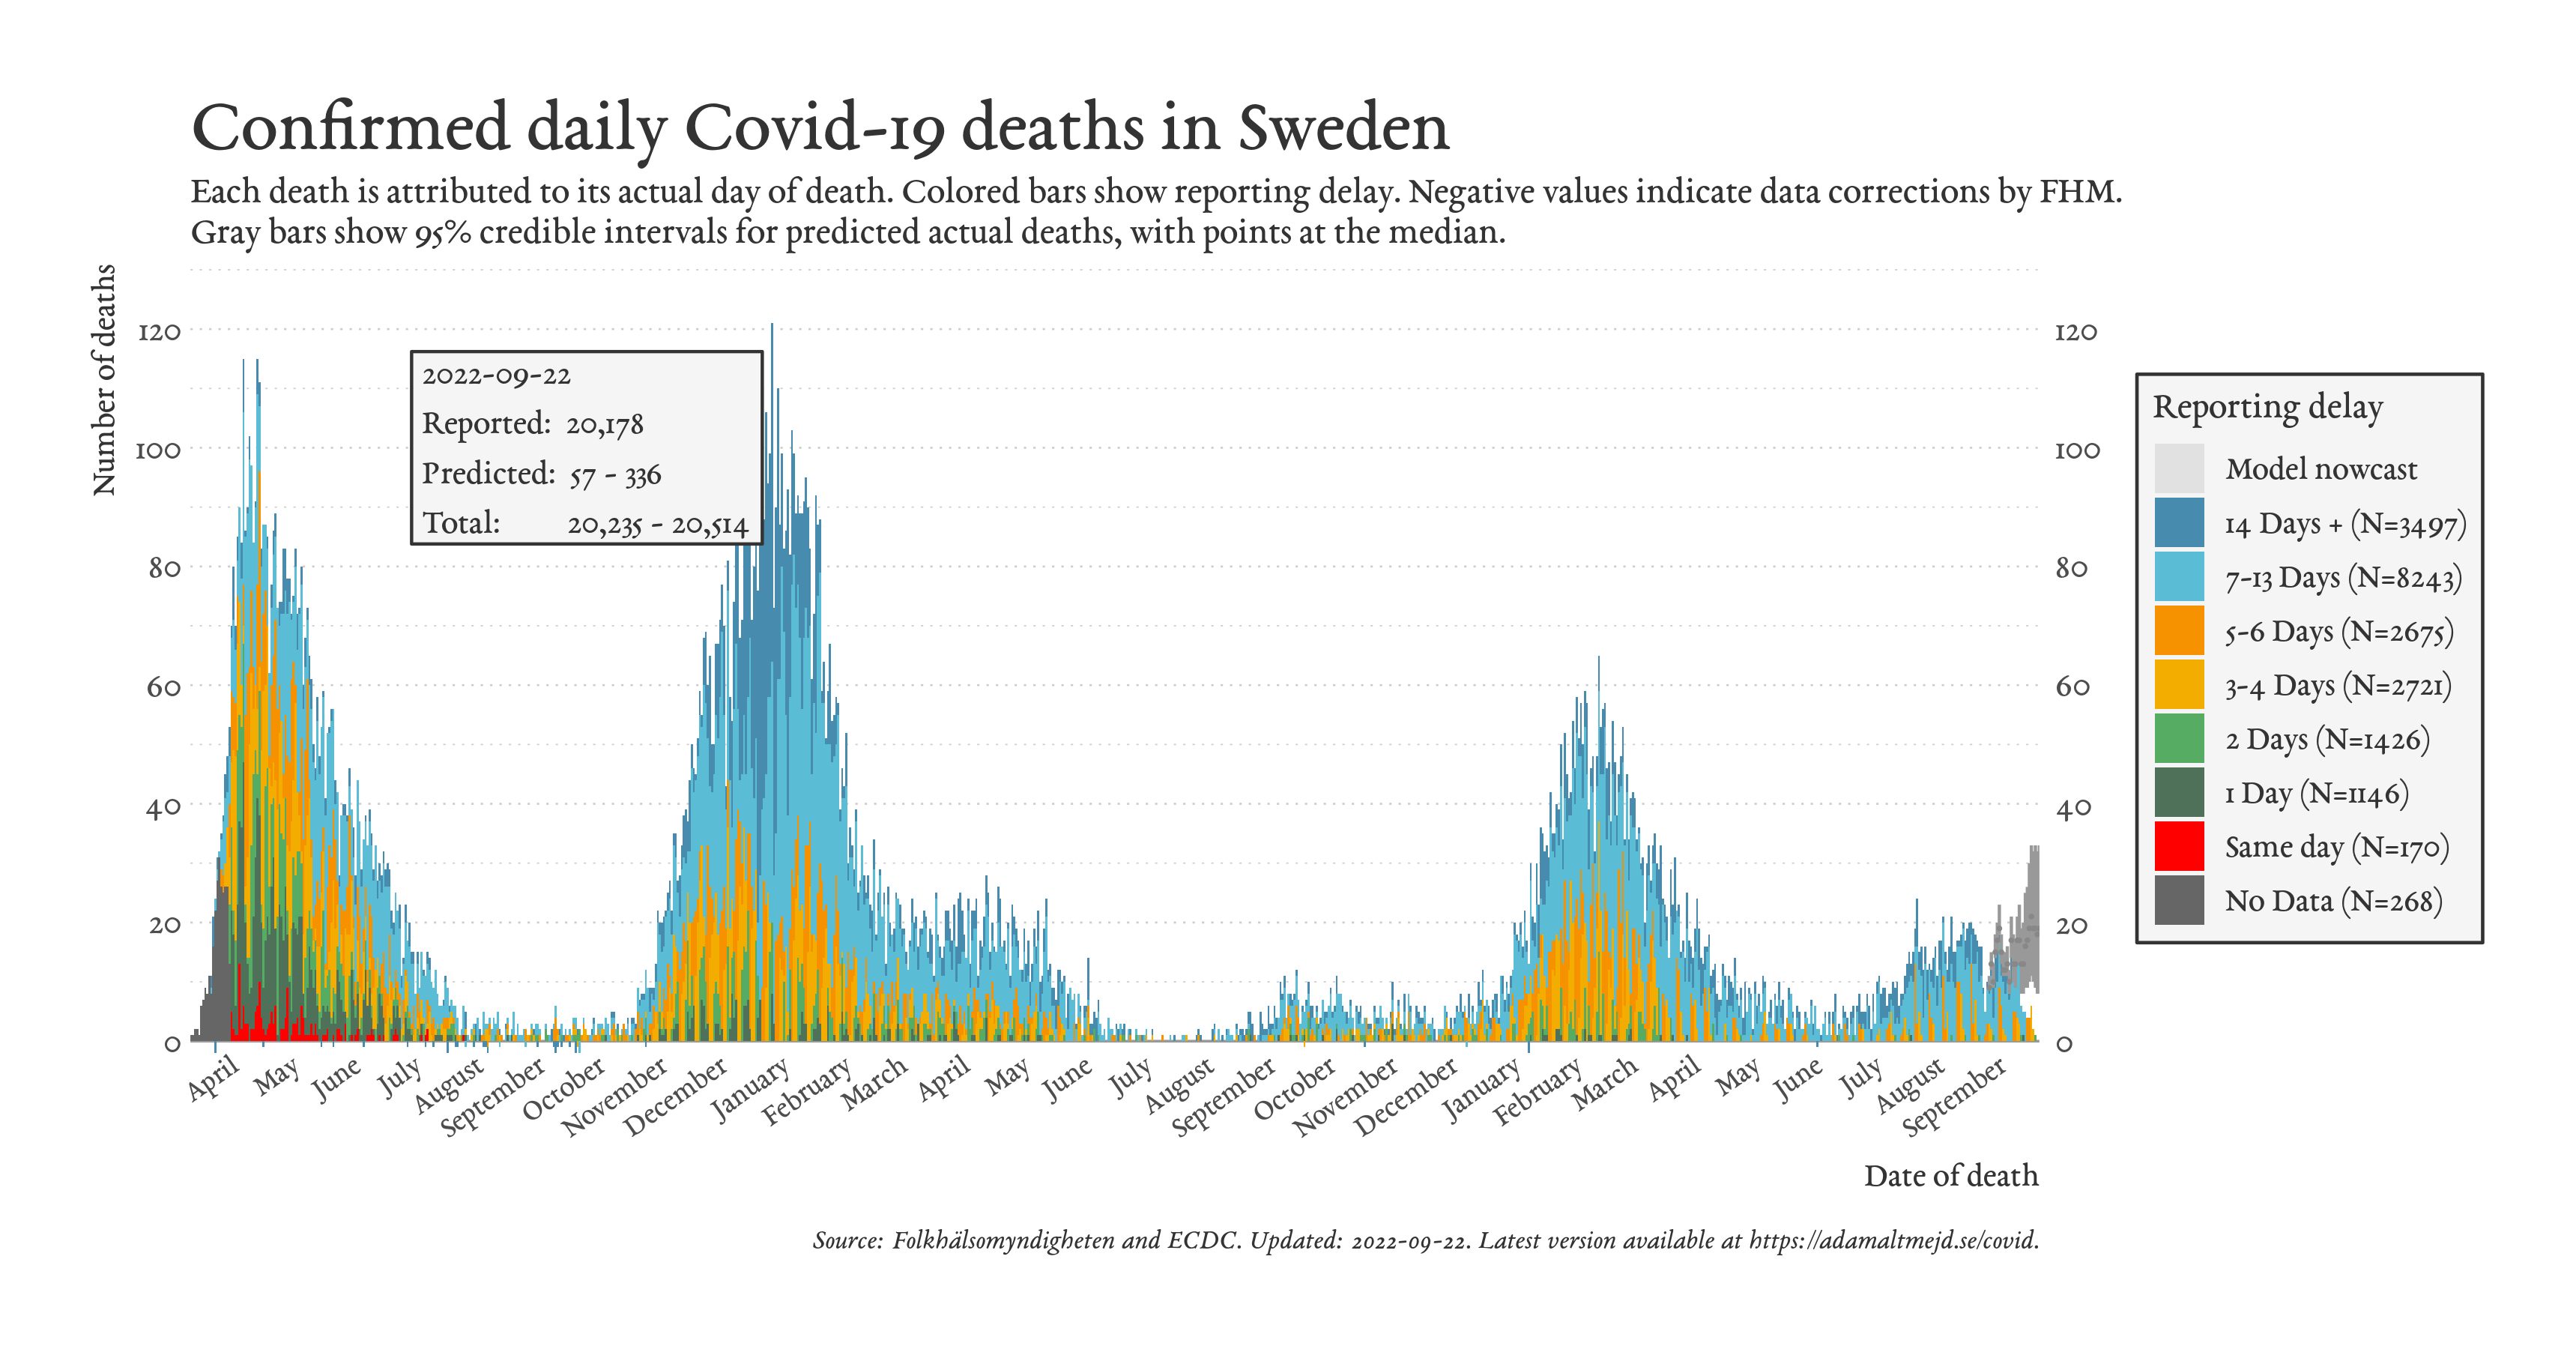 Confirmed daily Covid-19 deaths in Sweden
Each death is attributed to its actual day of death. Colored bars show reporting delay. Negative values indicate data corrections by FHM.
Gray bars show 95% credible intervals for predicted actual deaths, with points at the median.
Number of deaths
120
100
80
60
40
20
0
2022-09-22
Reported: 20,178
Predicted: 57 - 336
Total: 20,235 - 20,514
120
100
80
60
40
20
0
Reporting delay
Model nowcast
14 Days + (N=3497)
7-13 Days (N=8243)
5-6 Days (N=2675)
3-4 Days (N=2721)
2 Days (N=1426)
1 Day (N=1146)
Same day (N=170)
No Data (N=268)
April
May
June
July
August
September
October
November
December
January
February
March
April
May
June
July
August
September
October
November
December
January
February
March
April
May
June
July
August
September
Date of death
Source: Folkhälsomyndigheten and ECDC. Updated: 2022-09-22. Latest version available at https://adamaltmejd.se/covid.